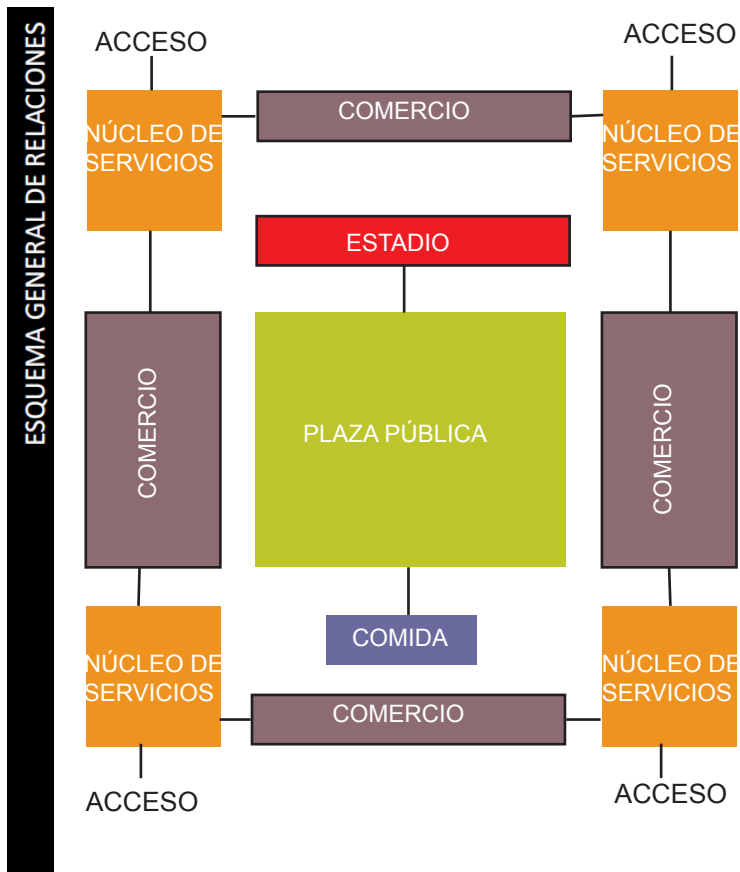 ESQUEMA GENERAL DE RELACIONES
ACCESO
ACCESO
NÚCLEO DE
SERVICIOS
COMERCIO
NÚCLEO DE
SERVICIOS
ESTADIO
COMERCIO
PLAZA PÚBLICA
COMERCIO
NÚCLEO DE
SERVICIOS
COMIDA
NÚCLEO DE
SERVICIOS
COMERCIO
ACCESO
ACCESO